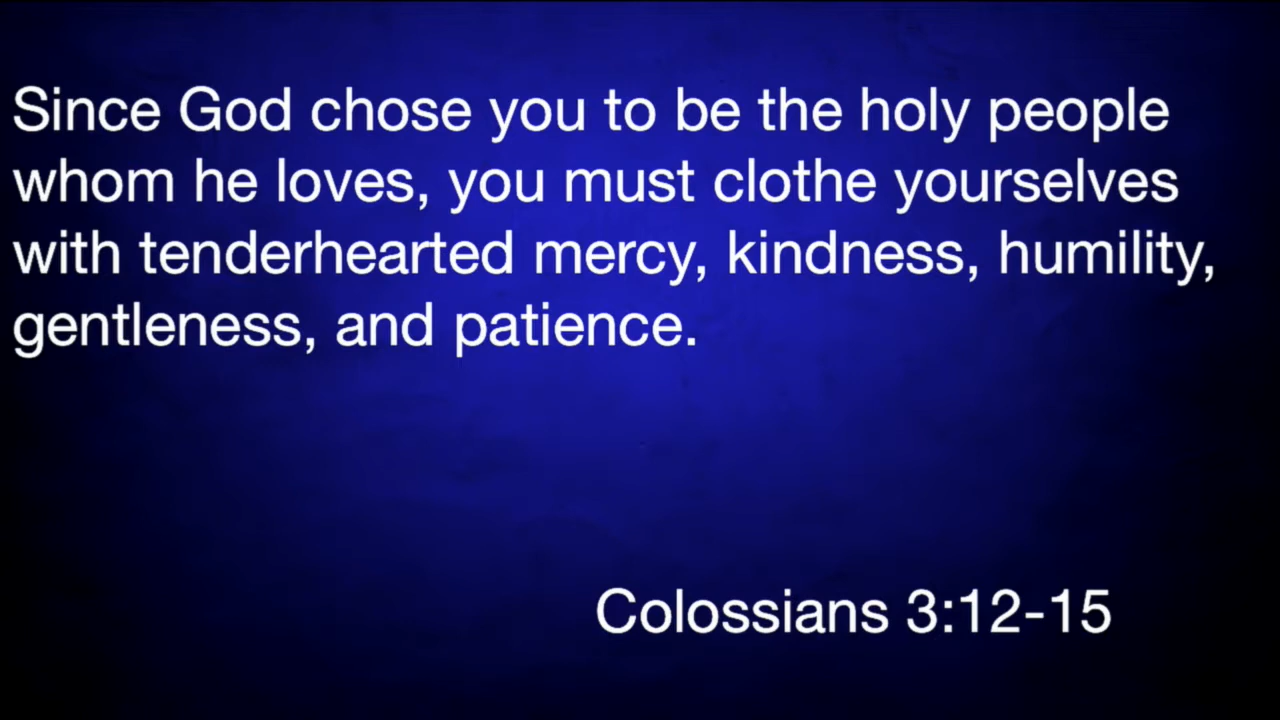 Since God chose you to be the holy people
whom he loves, you must clothe yourselves
with tenderhearted mercy, kindness, humility,
gentleness, and patience.
Colossians 3:12-15